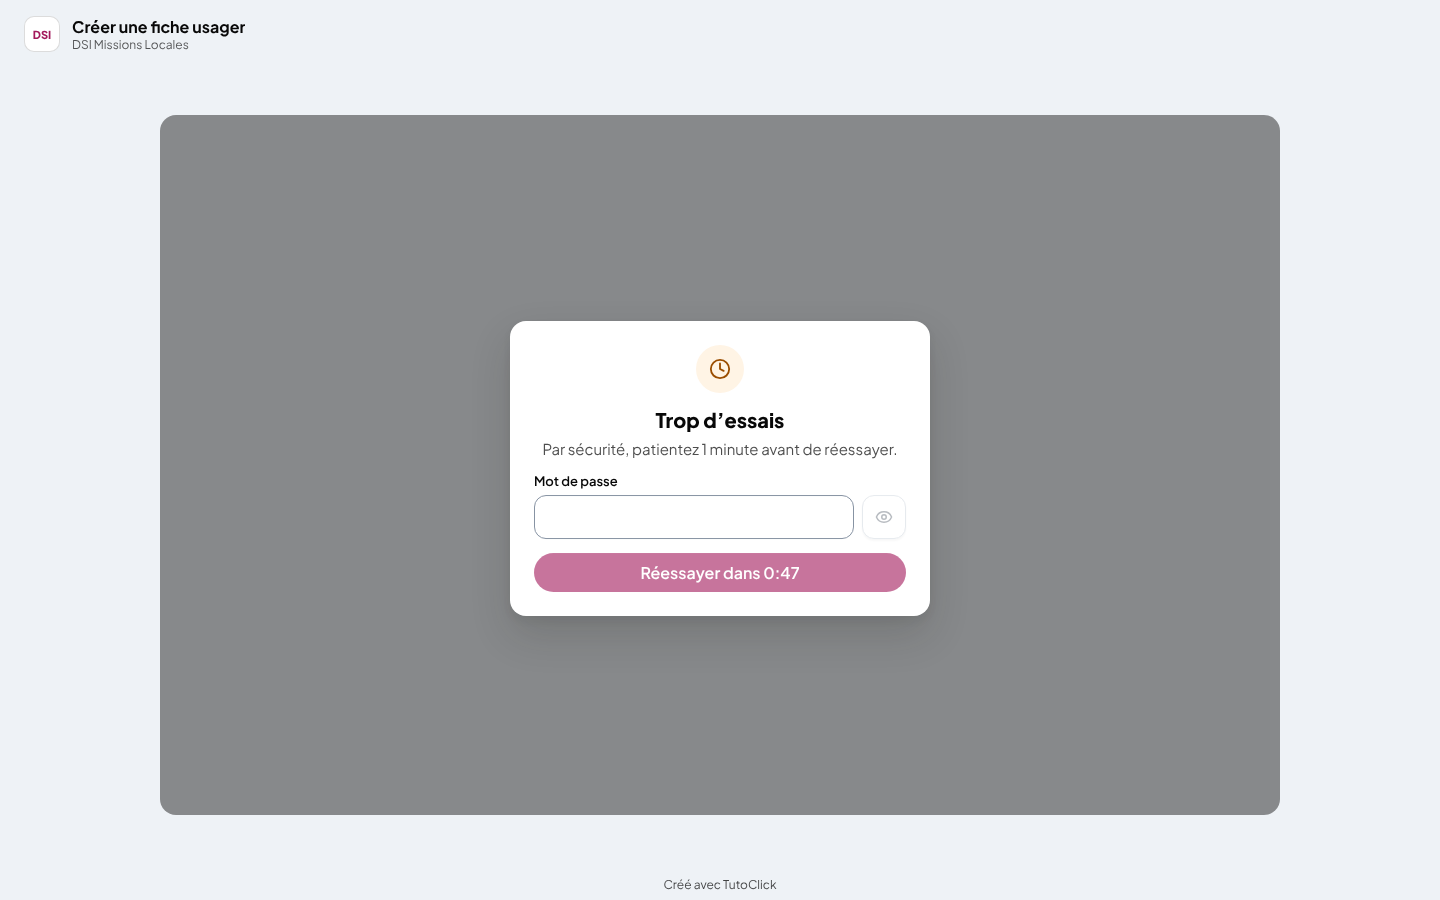 DSI
Créer une fiche usager
DSI Missions Locales
Trop d’essais
Par sécurité, patientez 1 minute avant de réessayer.
Mot de passe
Réessayer dans 0:47
Créé avec TutoClick